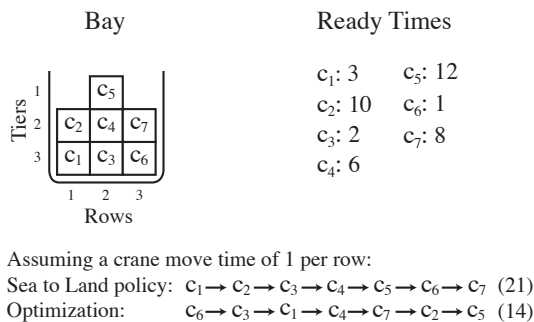 Bay
Ready Times
Tiers
1
2
3
c₅
c₂ c₄ c₇
c₁ c₃ c₆
1 2 3
Rows
c₁: 3
c₂: 10
c₃: 2
c₄: 6
c₅: 12
c₆: 1
c₇: 8
Assuming a crane move time of 1 per row:
Sea to Land policy: c₁→c₂→c₃→c₄→c₅→c₆→c₇ (21)
Optimization: c₆→c₃→c₁→c₄→c₇→c₂→c₅ (14)